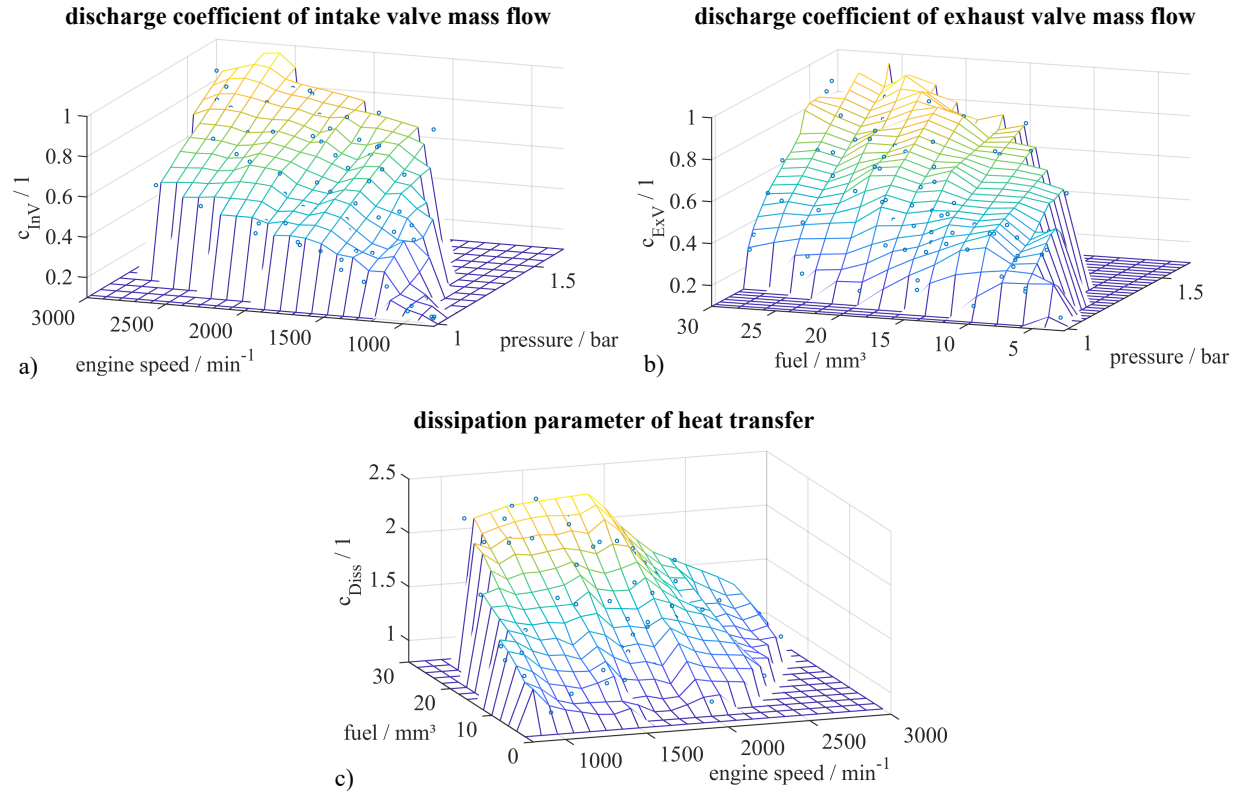 discharge coefficient of intake valve mass flow
c_InV / 1
1
0.8
0.6
0.4
0.2
3000
2500
2000
1500
1000
engine speed / min⁻¹
1
1.5
pressure / bar
a)
discharge coefficient of exhaust valve mass flow
c_ExV / 1
1
0.8
0.6
0.4
0.2
30
25
20
15
10
5
fuel / mm³
1
1.5
pressure / bar
b)
dissipation parameter of heat transfer
c_Diss / 1
2.5
2
1.5
1
30
20
10
0
fuel / mm³
1000
1500
2000
2500
3000
engine speed / min⁻¹
c)